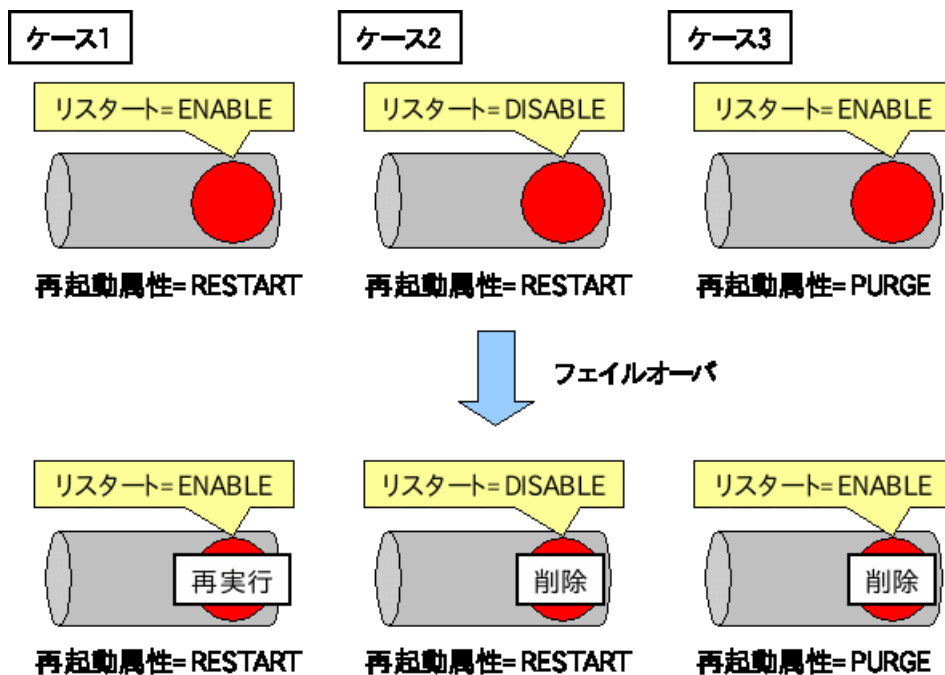 ケース1
ケース2
ケース3
リスタート=ENABLE
リスタート=DISABLE
リスタート=ENABLE
再起動属性=RESTART
再起動属性=RESTART
再起動属性=PURGE
フェイルオーバ
リスタート=ENABLE
リスタート=DISABLE
リスタート=ENABLE
再実行
削除
削除
再起動属性=RESTART
再起動属性=RESTART
再起動属性=PURGE